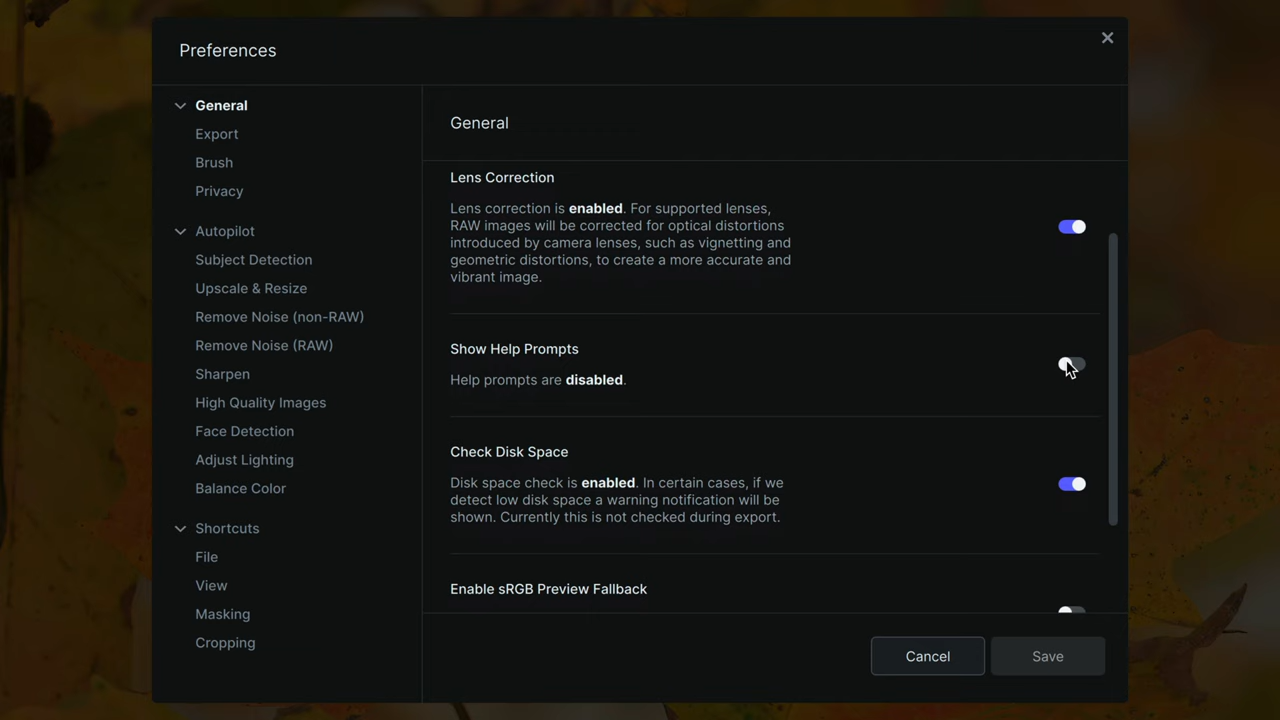 Preferences
General
Export
Brush
Privacy
Autopilot
Subject Detection
Upscale & Resize
Remove Noise (non-RAW)
Remove Noise (RAW)
Sharpen
High Quality Images
Face Detection
Adjust Lighting
Balance Color
Shortcuts
File
View
Masking
Cropping
General
Lens Correction
Lens correction is enabled. For supported lenses,
RAW images will be corrected for optical distortions
introduced by camera lenses, such as vignetting and
geometric distortions, to create a more accurate and
vibrant image.
Show Help Prompts
Help prompts are disabled.
Check Disk Space
Disk space check is enabled. In certain cases, if we
detect low disk space a warning notification will be
shown. Currently this is not checked during export.
Enable sRGB Preview Fallback
Cancel
Save